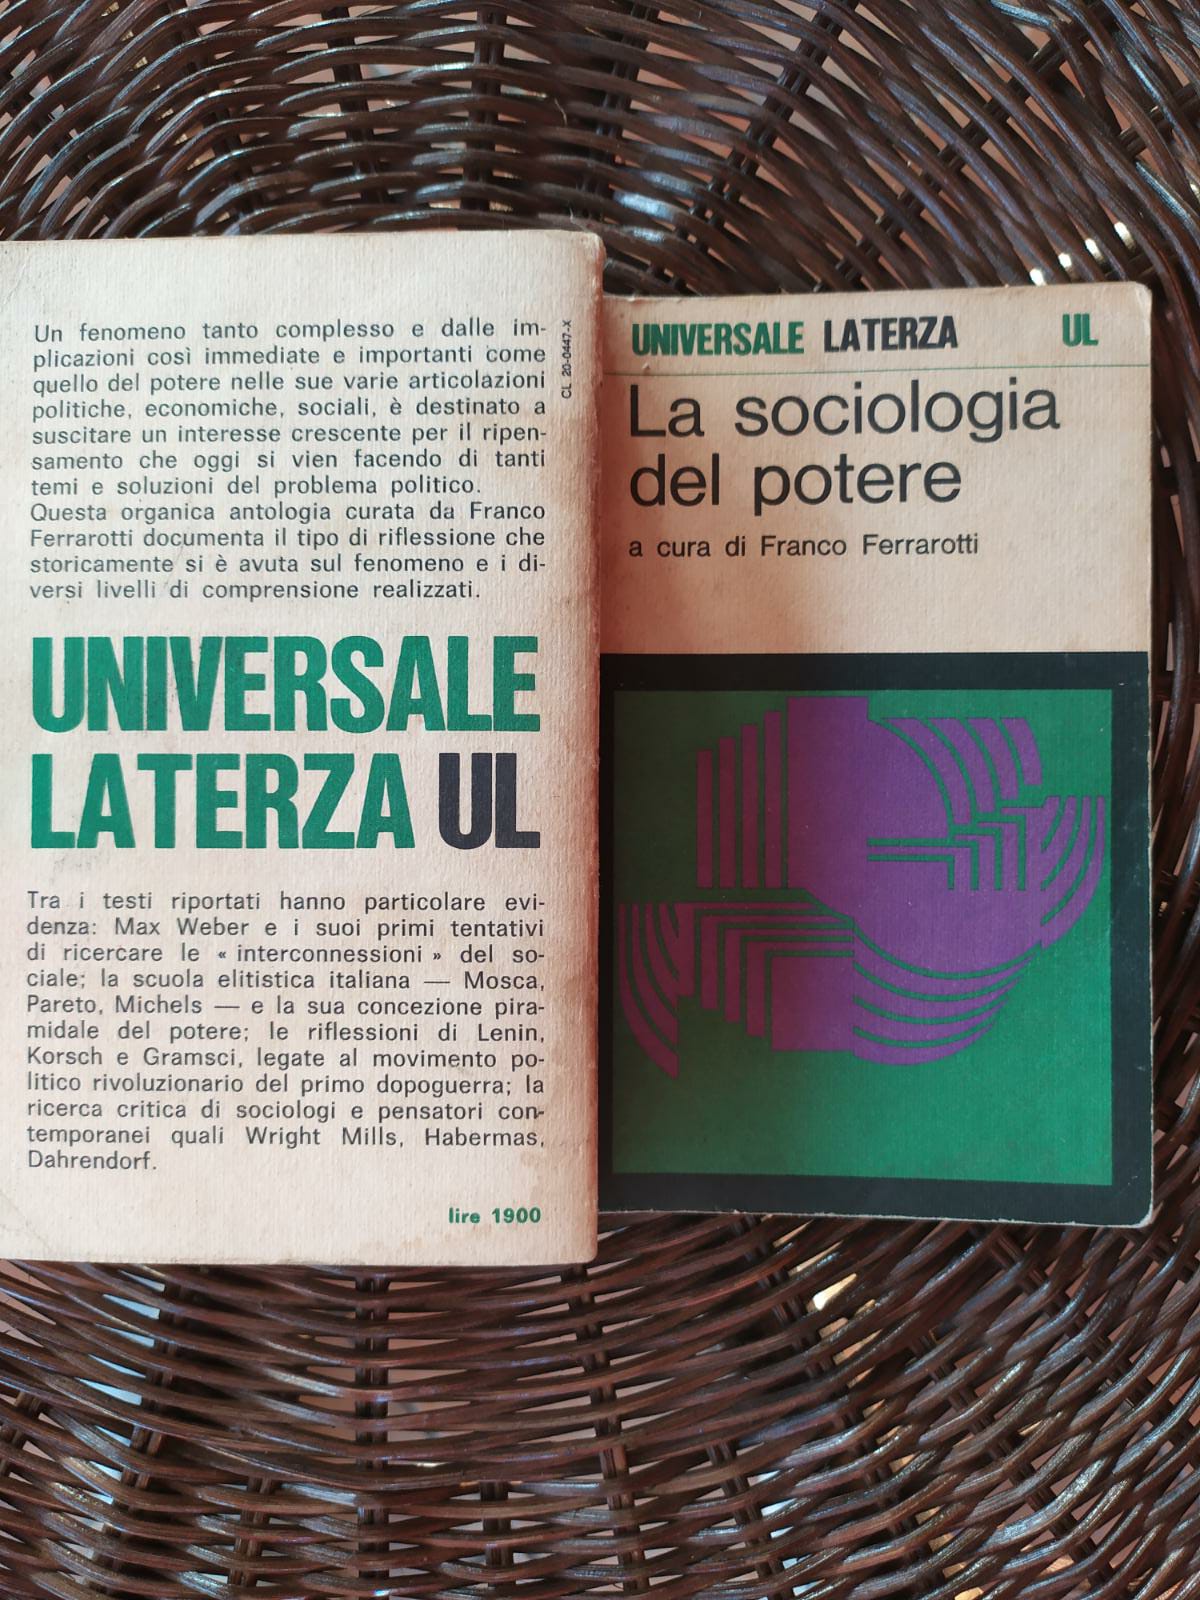 Un fenomeno tanto complesso e dalle im-
plicazioni così immediate e importanti come
quello del potere nelle sue varie articolazioni
politiche, economiche, sociali, è destinato a
suscitare un interesse crescente per il ripen-
samento che oggi si vien facendo di tanti
temi e soluzioni del problema politico.
Questa organica antologia curata da Franco
Ferrarotti documenta il tipo di riflessione che
storicamente si è avuta sul fenomeno e i di-
versi livelli di comprensione realizzati.
CL 20-0447-X
UNIVERSALE
LATERZA UL
Tra i testi riportati hanno particolare evi-
denza: Max Weber e i suoi primi tentativi
di ricercare le « interconnessioni » del so-
ciale; la scuola elitistica italiana — Mosca,
Pareto, Michels — e la sua concezione pira-
midale del potere; le riflessioni di Lenin,
Korsch e Gramsci, legate al movimento po-
litico rivoluzionario del primo dopoguerra; la
ricerca critica di sociologi e pensatori con-
temporanei quali Wright Mills, Habermas,
Dahrendorf.
lire 1900
UNIVERSALE LATERZA UL
La sociologia
del potere
a cura di Franco Ferrarotti